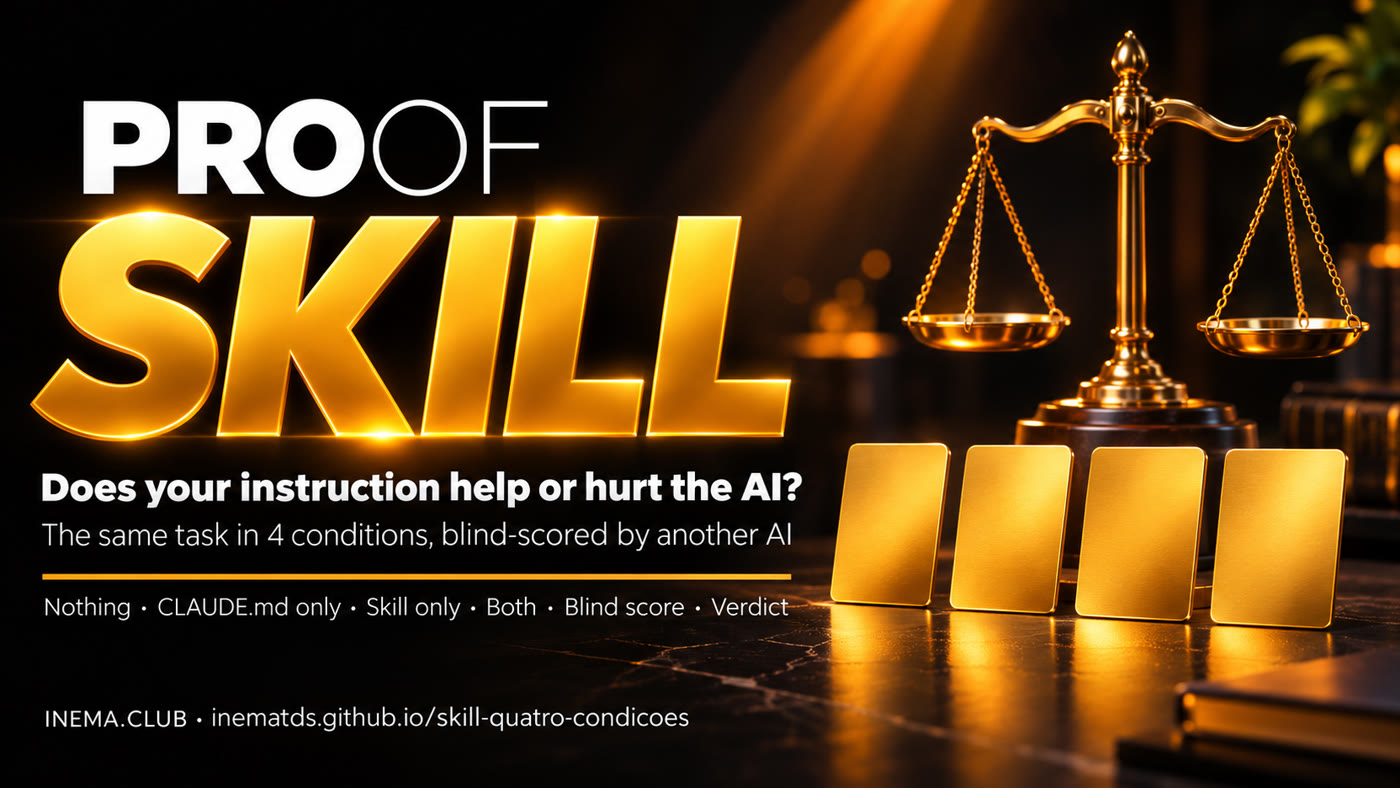 PROOF
SKILL
Does your instruction help or hurt the AI?
The same task in 4 conditions, blind-scored by another AI
Nothing • CLAUDE.md only • Skill only • Both • Blind score • Verdict
INEMA.CLUB • inematds.github.io/skill-quatro-condicoes